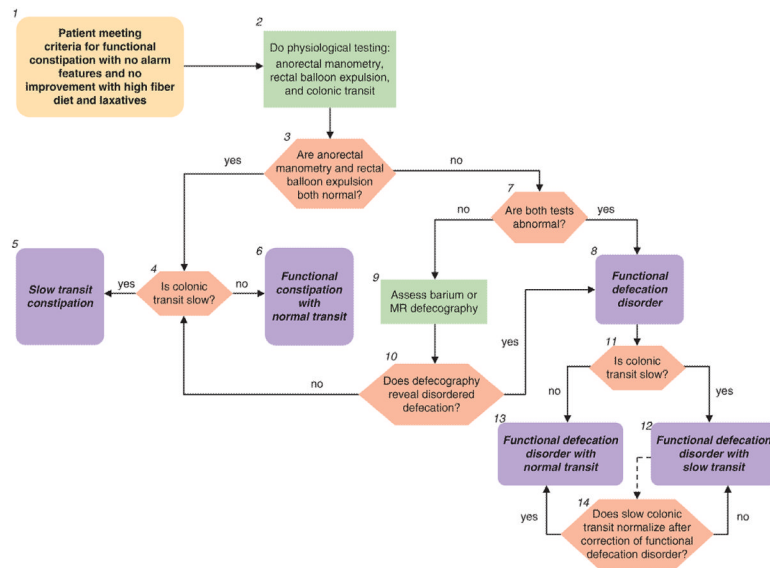 1
Patient meeting
criteria for functional
constipation with no alarm
features and no
improvement with high fiber
diet and laxatives
2
Do physiological testing:
anorectal manometry,
rectal balloon expulsion,
and colonic transit
3
Are anorectal
manometry and rectal
balloon expulsion
both normal?
yes
no
7
Are both tests
abnormal?
no
yes
5
Slow transit
constipation
yes
4
Is colonic
transit slow?
no
6
Functional
constipation with
normal transit
9
Assess barium or
MR defecography
8
Functional
defecation
disorder
10
Does defecography
reveal disordered
defecation?
no
yes
11
Is colonic
transit slow?
no
yes
13
Functional defecation
disorder with
normal transit
12
Functional defecation
disorder with
slow transit
14
Does slow colonic
transit normalize after
correction of functional
defecation disorder?
yes
no